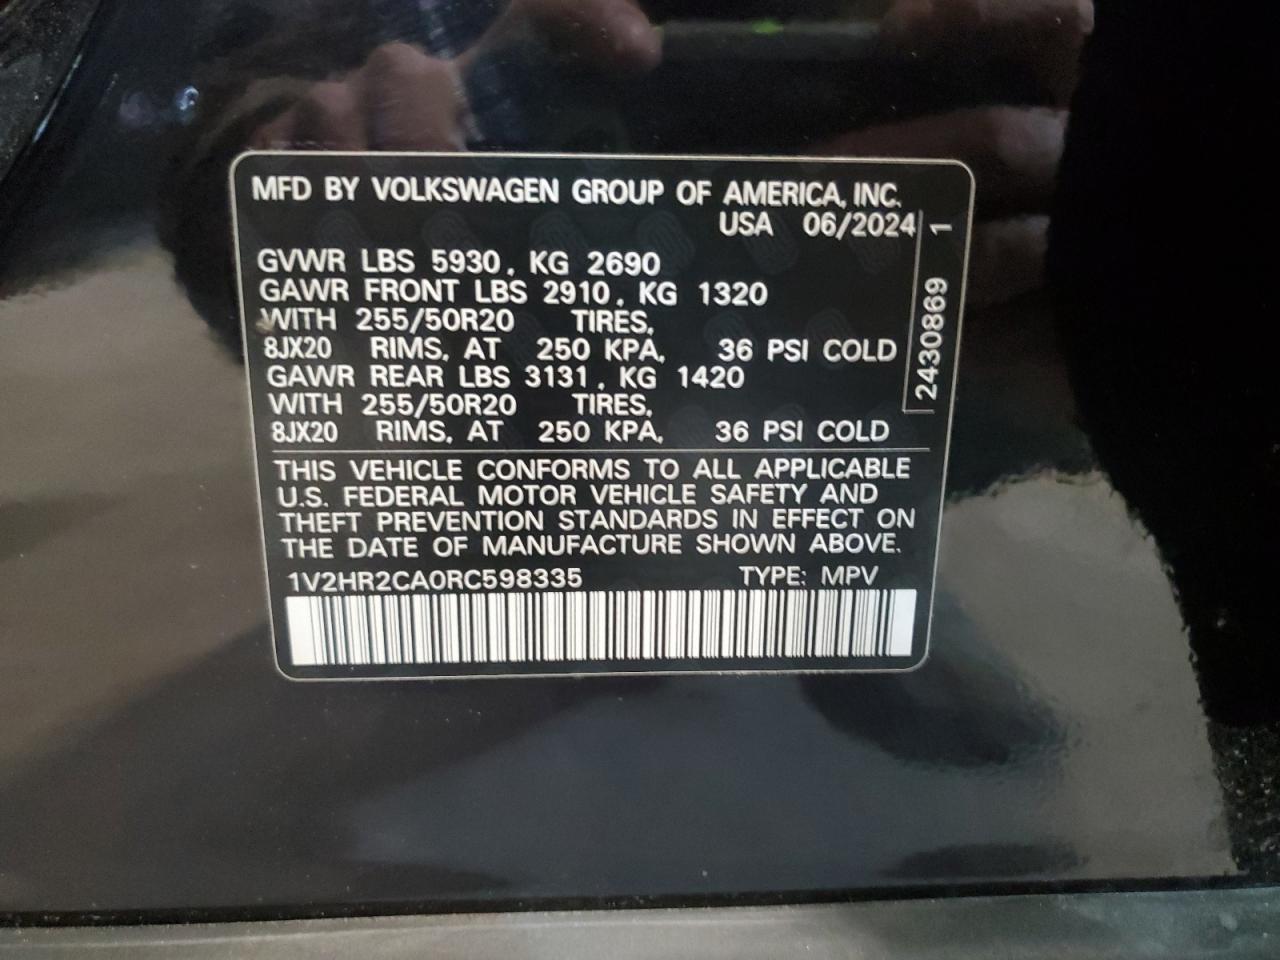 MFD BY VOLKSWAGEN GROUP OF AMERICA, INC.
USA 06/2024
GVWR LBS 5930, KG 2690
GAWR FRONT LBS 2910, KG 1320
WITH 255/50R20 TIRES,
8JX20 RIMS, AT 250 KPA, 36 PSI COLD
GAWR REAR LBS 3131, KG 1420
WITH 255/50R20 TIRES,
8JX20 RIMS, AT 250 KPA, 36 PSI COLD
2430869 1
THIS VEHICLE CONFORMS TO ALL APPLICABLE
U.S. FEDERAL MOTOR VEHICLE SAFETY AND
THEFT PREVENTION STANDARDS IN EFFECT ON
THE DATE OF MANUFACTURE SHOWN ABOVE.
1V2HR2CA0RC598335 TYPE: MPV